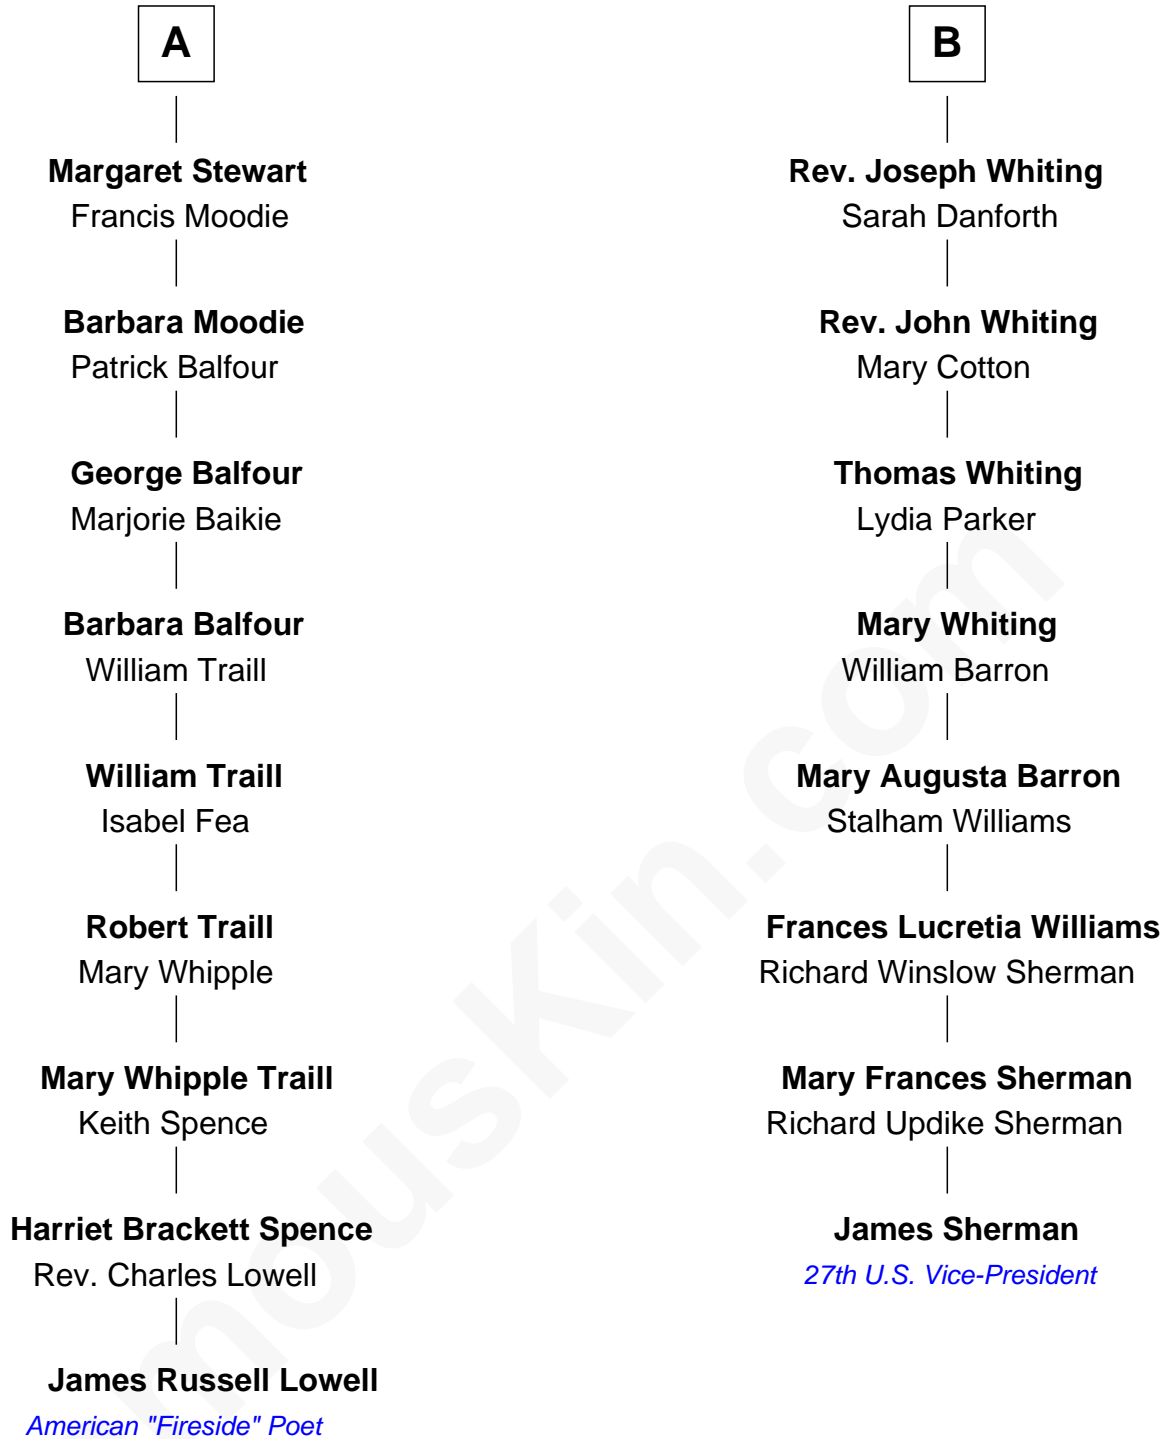 A
Margaret Stewart
Francis Moodie
Barbara Moodie
Patrick Balfour
George Balfour
Marjorie Baikie
Barbara Balfour
William Traill
William Traill
Isabel Fea
Robert Traill
Mary Whipple
Mary Whipple Traill
Keith Spence
Harriet Brackett Spence
Rev. Charles Lowell
James Russell Lowell
American "Fireside" Poet
B
Rev. Joseph Whiting
Sarah Danforth
Rev. John Whiting
Mary Cotton
Thomas Whiting
Lydia Parker
Mary Whiting
William Barron
Mary Augusta Barron
Stalham Williams
Frances Lucretia Williams
Richard Winslow Sherman
Mary Frances Sherman
Richard Updike Sherman
James Sherman
27th U.S. Vice-President
mousKin.com